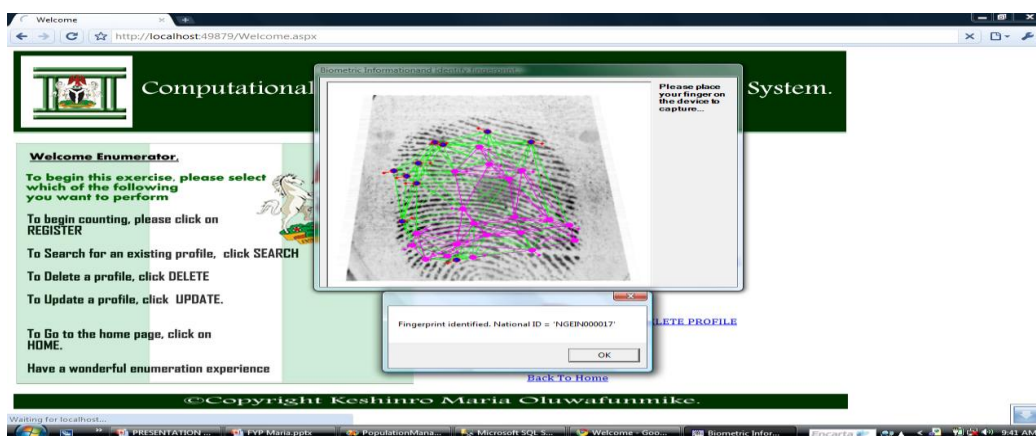 Welcome
http://localhost:49879/Welcome.aspx
Computational
System.
Biometric Information and Identify fingerprint
Please place
your finger on
the device to
capture...
Welcome Enumerator,
To begin this exercise, please select
which of the following
you want to perform
To begin counting, please click on
REGISTER
To Search for an existing profile, click SEARCH
To Delete a profile, click DELETE
To Update a profile, click UPDATE.
To Go to the home page, click on
HOME.
Have a wonderful enumeration experience
Fingerprint identified. National ID = 'NGEIN000017'
OK
LETE PROFILE
Back To Home
©Copyright Keshinro Maria Oluwafunmike.
Waiting for localhost...
PRESENTATION ...
FYP Maria.pptx
PopulationMana...
Microsoft SQL S...
Welcome - Goo...
Biometric Infor...
Encarta
9:41 AM